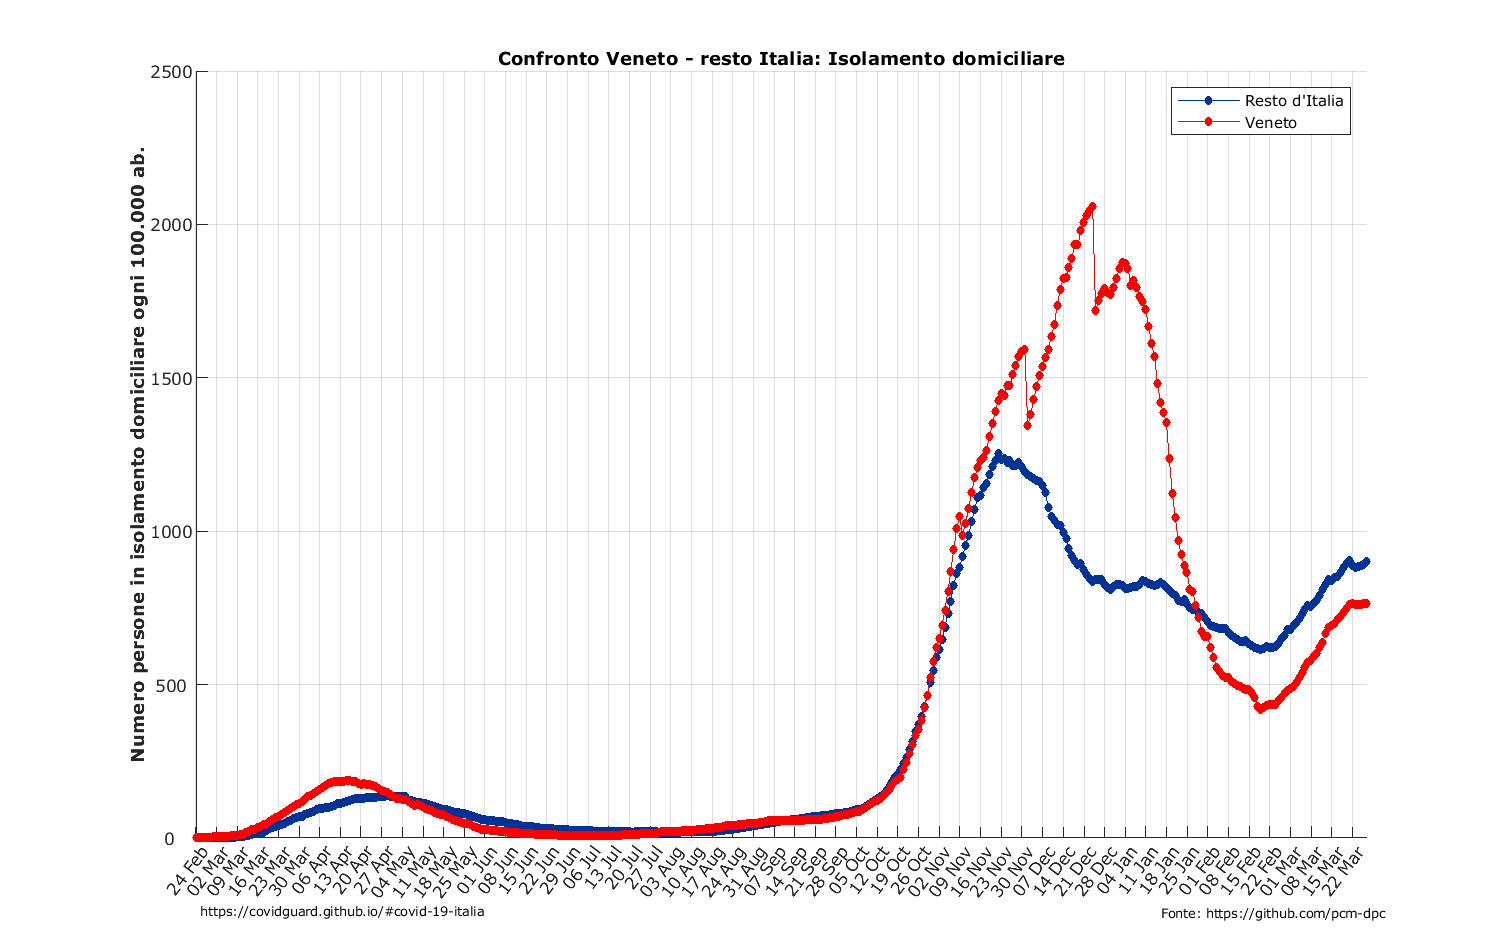 Confronto Veneto - resto Italia: Isolamento domiciliare
Numero persone in isolamento domiciliare ogni 100.000 ab.
2500
2000
1500
1000
500
0
Resto d'Italia
Veneto
24 Feb
02 Mar
09 Mar
16 Mar
23 Mar
30 Mar
06 Apr
13 Apr
20 Apr
27 Apr
04 May
11 May
18 May
25 May
01 Jun
08 Jun
15 Jun
22 Jun
29 Jun
06 Jul
13 Jul
20 Jul
27 Jul
03 Aug
10 Aug
17 Aug
24 Aug
31 Aug
07 Sep
14 Sep
21 Sep
28 Sep
05 Oct
12 Oct
19 Oct
26 Oct
02 Nov
09 Nov
16 Nov
23 Nov
30 Nov
07 Dec
14 Dec
21 Dec
28 Dec
04 Jan
11 Jan
18 Jan
25 Jan
01 Feb
08 Feb
15 Feb
22 Feb
01 Mar
08 Mar
15 Mar
22 Mar
https://covidguard.github.io/#covid-19-italia
Fonte: https://github.com/pcm-dpc